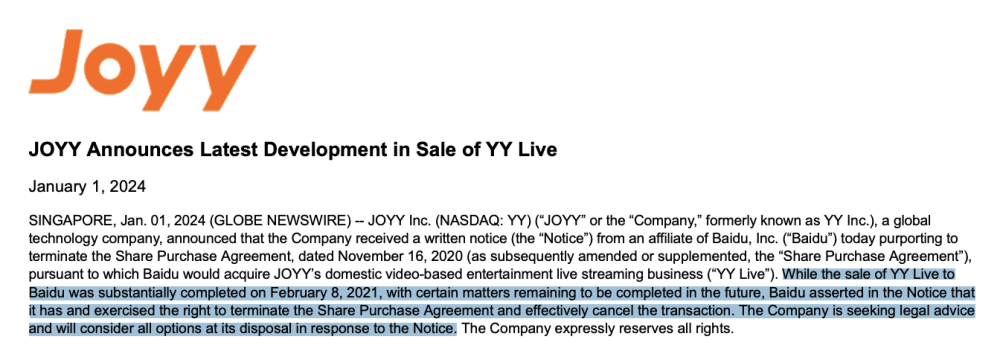 Joyy
JOYY Announces Latest Development in Sale of YY Live
January 1, 2024
SINGAPORE, Jan. 01, 2024 (GLOBE NEWSWIRE) -- JOYY Inc. (NASDAQ: YY) (“JOYY” or the “Company,” formerly known as YY Inc.), a global
technology company, announced that the Company received a written notice (the “Notice”) from an affiliate of Baidu, Inc. (“Baidu”) today purporting to
terminate the Share Purchase Agreement, dated November 16, 2020 (as subsequently amended or supplemented, the “Share Purchase Agreement”),
pursuant to which Baidu would acquire JOYY’s domestic video-based entertainment live streaming business (“YY Live”). While the sale of YY Live to
Baidu was substantially completed on February 8, 2021, with certain matters remaining to be completed in the future, Baidu asserted in the Notice that
it has and exercised the right to terminate the Share Purchase Agreement and effectively cancel the transaction. The Company is seeking legal advice
and will consider all options at its disposal in response to the Notice. The Company expressly reserves all rights.